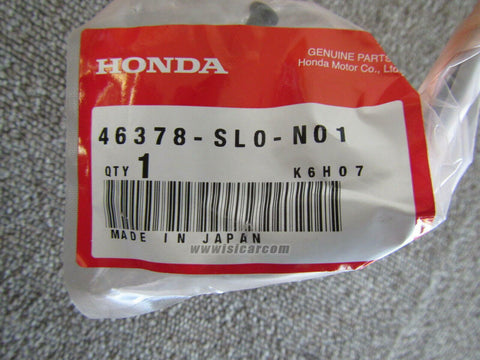 HONDA
GENUINE PARTS
Honda Motor Co., Ltd.
46378-SL0-N01
QTY 1 K6H07
MADE IN JAPAN
www.isicar.com